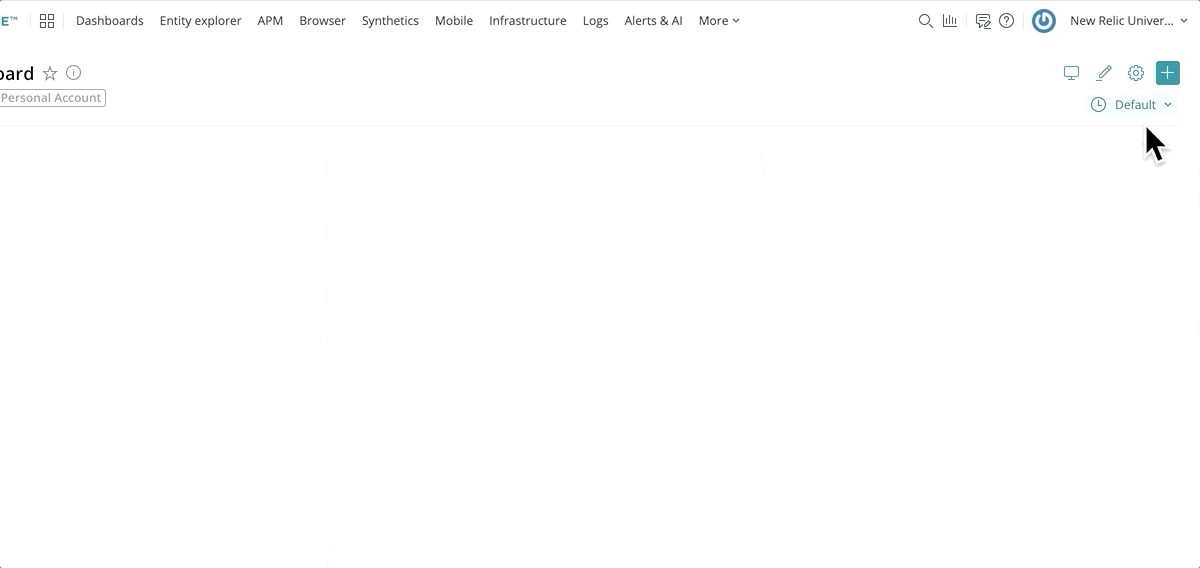 E™ Dashboards Entity explorer APM Browser Synthetics Mobile Infrastructure Logs Alerts & AI More New Relic Univer...
oard
Personal Account
Default